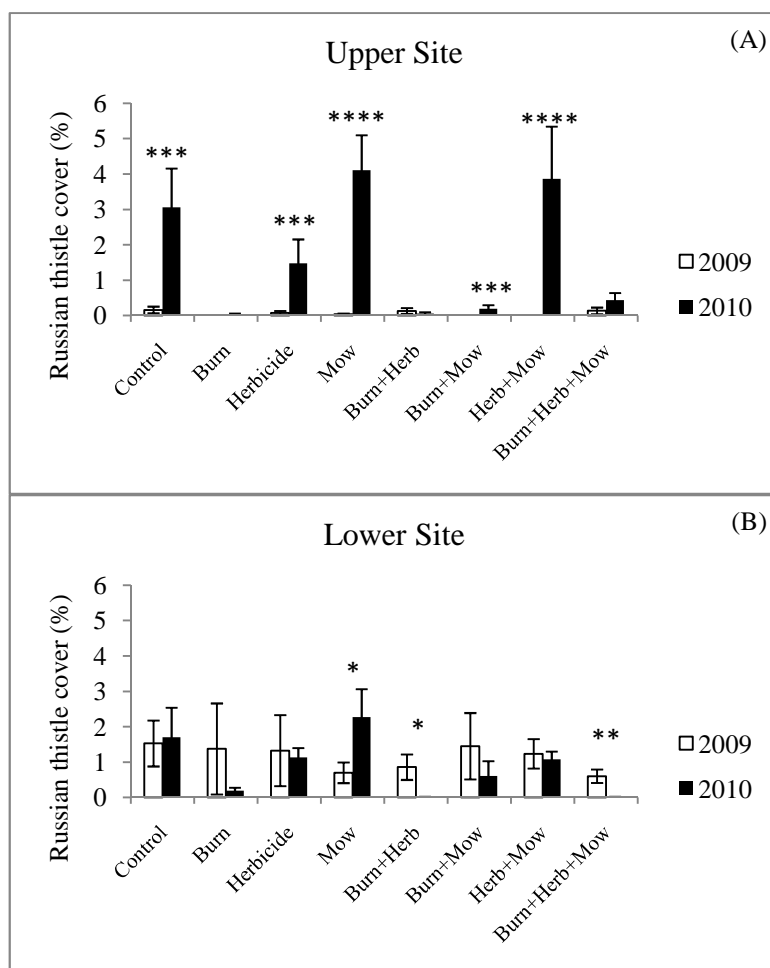 (A)
Upper Site
Russian thistle cover (%)
6
5
4
3
2
1
0
***
***
****
***
****
Control
Burn
Herbicide
Mow
Burn+Herb
Burn+Mow
Herb+Mow
Burn+Herb+Mow
2009
2010
(B)
Lower Site
Russian thistle cover (%)
6
5
4
3
2
1
0
*
*
**
Control
Burn
Herbicide
Mow
Burn+Herb
Burn+Mow
Herb+Mow
Burn+Herb+Mow
2009
2010